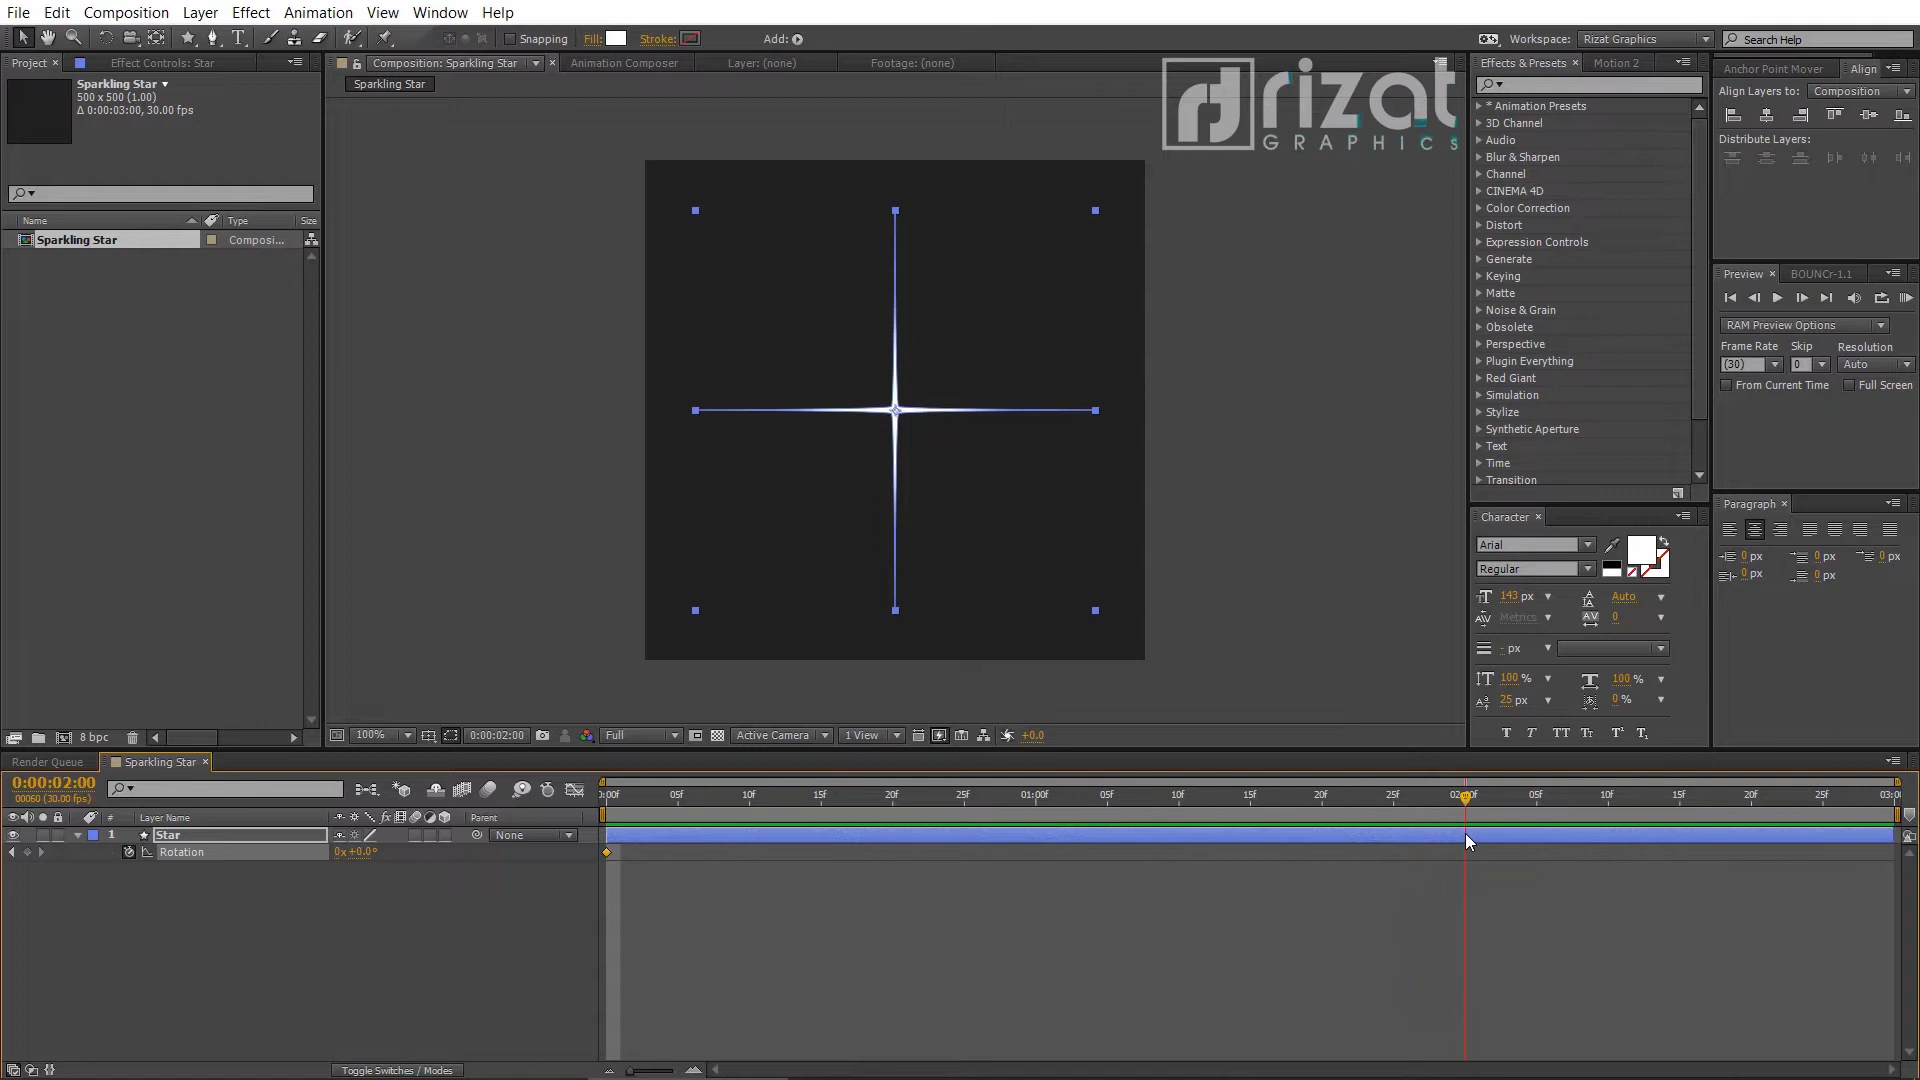 File Edit Composition Layer Effect Animation View Window Help
Snapping Fill: Stroke: Add: Workspace: Rizat Graphics Search Help
Project × Effect Controls: Star
Composition: Sparkling Star × Animation Composer Layer: (none) Footage: (none)
Sparkling Star
Sparkling Star
500 x 500 (1.00)
Δ 0:00:03:00, 30.00 fps
Name Type Size
Sparkling Star Composi...
8 bpc
rizat
GRAPHICS
100% 0:00:02:00 Full Active Camera 1 View +0.0
Effects & Presets × Motion 2
* Animation Presets
3D Channel
Audio
Blur & Sharpen
Channel
CINEMA 4D
Color Correction
Distort
Expression Controls
Generate
Keying
Matte
Noise & Grain
Obsolete
Perspective
Plugin Everything
Red Giant
Simulation
Stylize
Synthetic Aperture
Text
Time
Transition
Character ×
Arial
Regular
143 px Auto
Metrics 0
- px
100 % 100 %
25 px 0 %
T T TT Tт T¹ T₁
Anchor Point Mover Align
Align Layers to: Composition
Distribute Layers:
Preview × BOUNCr-1.1
RAM Preview Options
Frame Rate Skip Resolution
(30) 0 Auto
From Current Time Full Screen
Paragraph ×
0 px 0 px 0 px
0 px 0 px
Render Queue Sparkling Star ×
0:00:02:00
00060 (30.00 fps)
# Layer Name fx Parent
1 Star None
Rotation 0x+0.0°
0:00f 05f 10f 15f 20f 25f 01:00f 05f 10f 15f 20f 25f 02:00f 05f 10f 15f 20f 25f 03:00
Toggle Switches / Modes